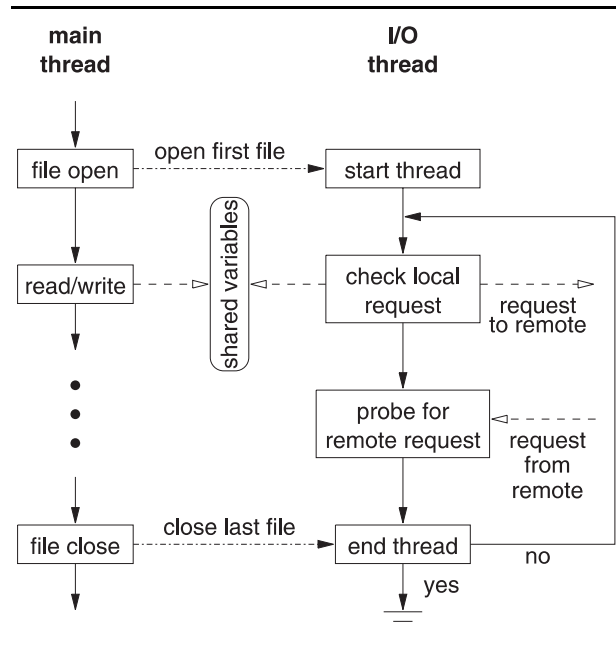 main
thread
I/O
thread
file open
open first file
start thread
shared variables
read/write
check local
request
request
to remote
probe for
remote request
request
from
remote
file close
close last file
end thread
no
yes